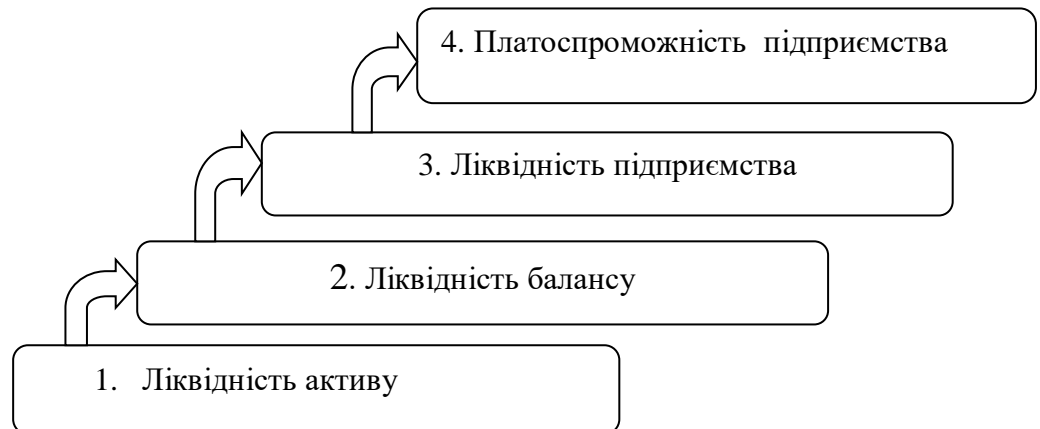 4. Платоспроможність підприємства
3. Ліквідність підприємства
2. Ліквідність балансу
1. Ліквідність активу